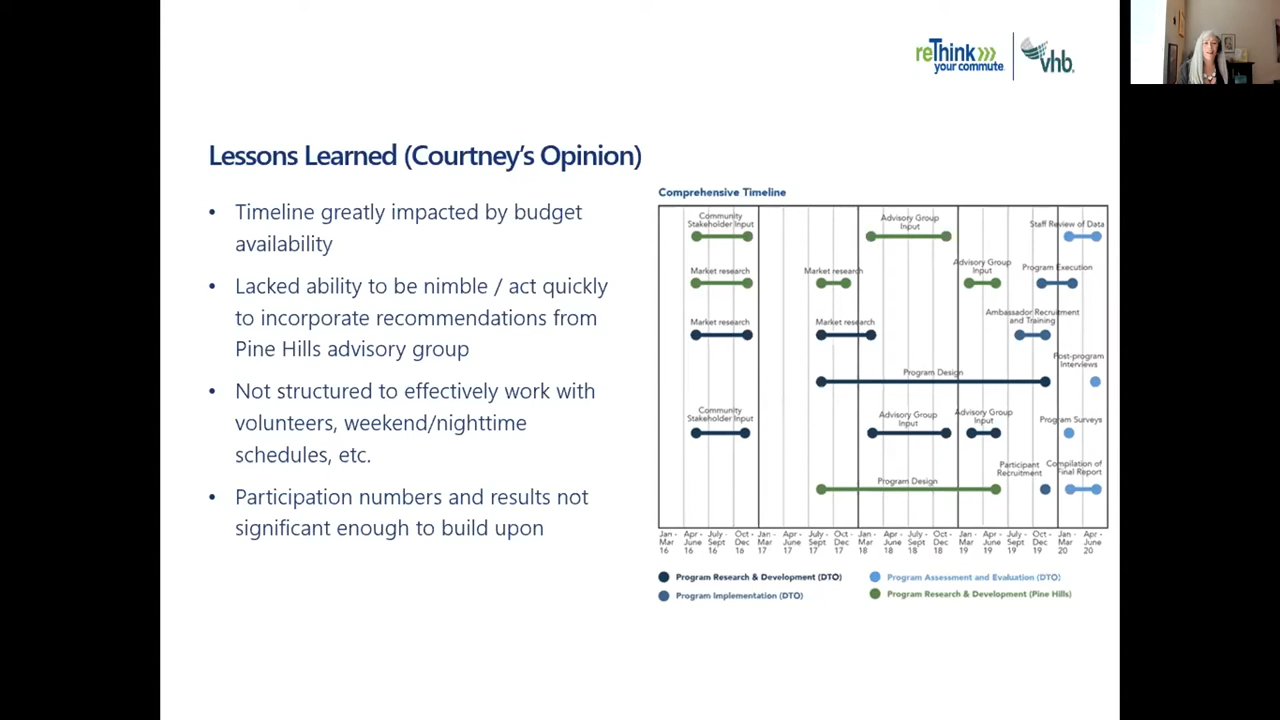 reThink
your commute
vhb
Lessons Learned (Courtney's Opinion)
• Timeline greatly impacted by budget
availability
• Lacked ability to be nimble / act quickly
to incorporate recommendations from
Pine Hills advisory group
• Not structured to effectively work with
volunteers, weekend/nighttime
schedules, etc.
• Participation numbers and results not
significant enough to build upon
Comprehensive Timeline
Community
Stakeholder Input
Advisory Group
Input
Staff Review of Data
Market research
Market research
Advisory Group
Input
Program Execution
Market research
Market research
Ambassador Recruitment
and Training
Program Design
Post-program
Interviews
Community
Stakeholder Input
Advisory Group
Input
Advisory Group
Input
Program Surveys
Program Design
Participant
Recruitment
Compilation of
Final Report
Jan - Mar 16
Apr - June 16
July - Sept 16
Oct - Dec 16
Jan - Mar 17
Apr - June 17
July - Sept 17
Oct - Dec 17
Jan - Mar 18
Apr - June 18
July - Sept 18
Oct - Dec 18
Jan - Mar 19
Apr - June 19
July - Sept 19
Oct - Dec 19
Jan - Mar 20
Apr - June 20
Program Research & Development (DTO)
Program Implementation (DTO)
Program Assessment and Evaluation (DTO)
Program Research & Development (Pine Hills)